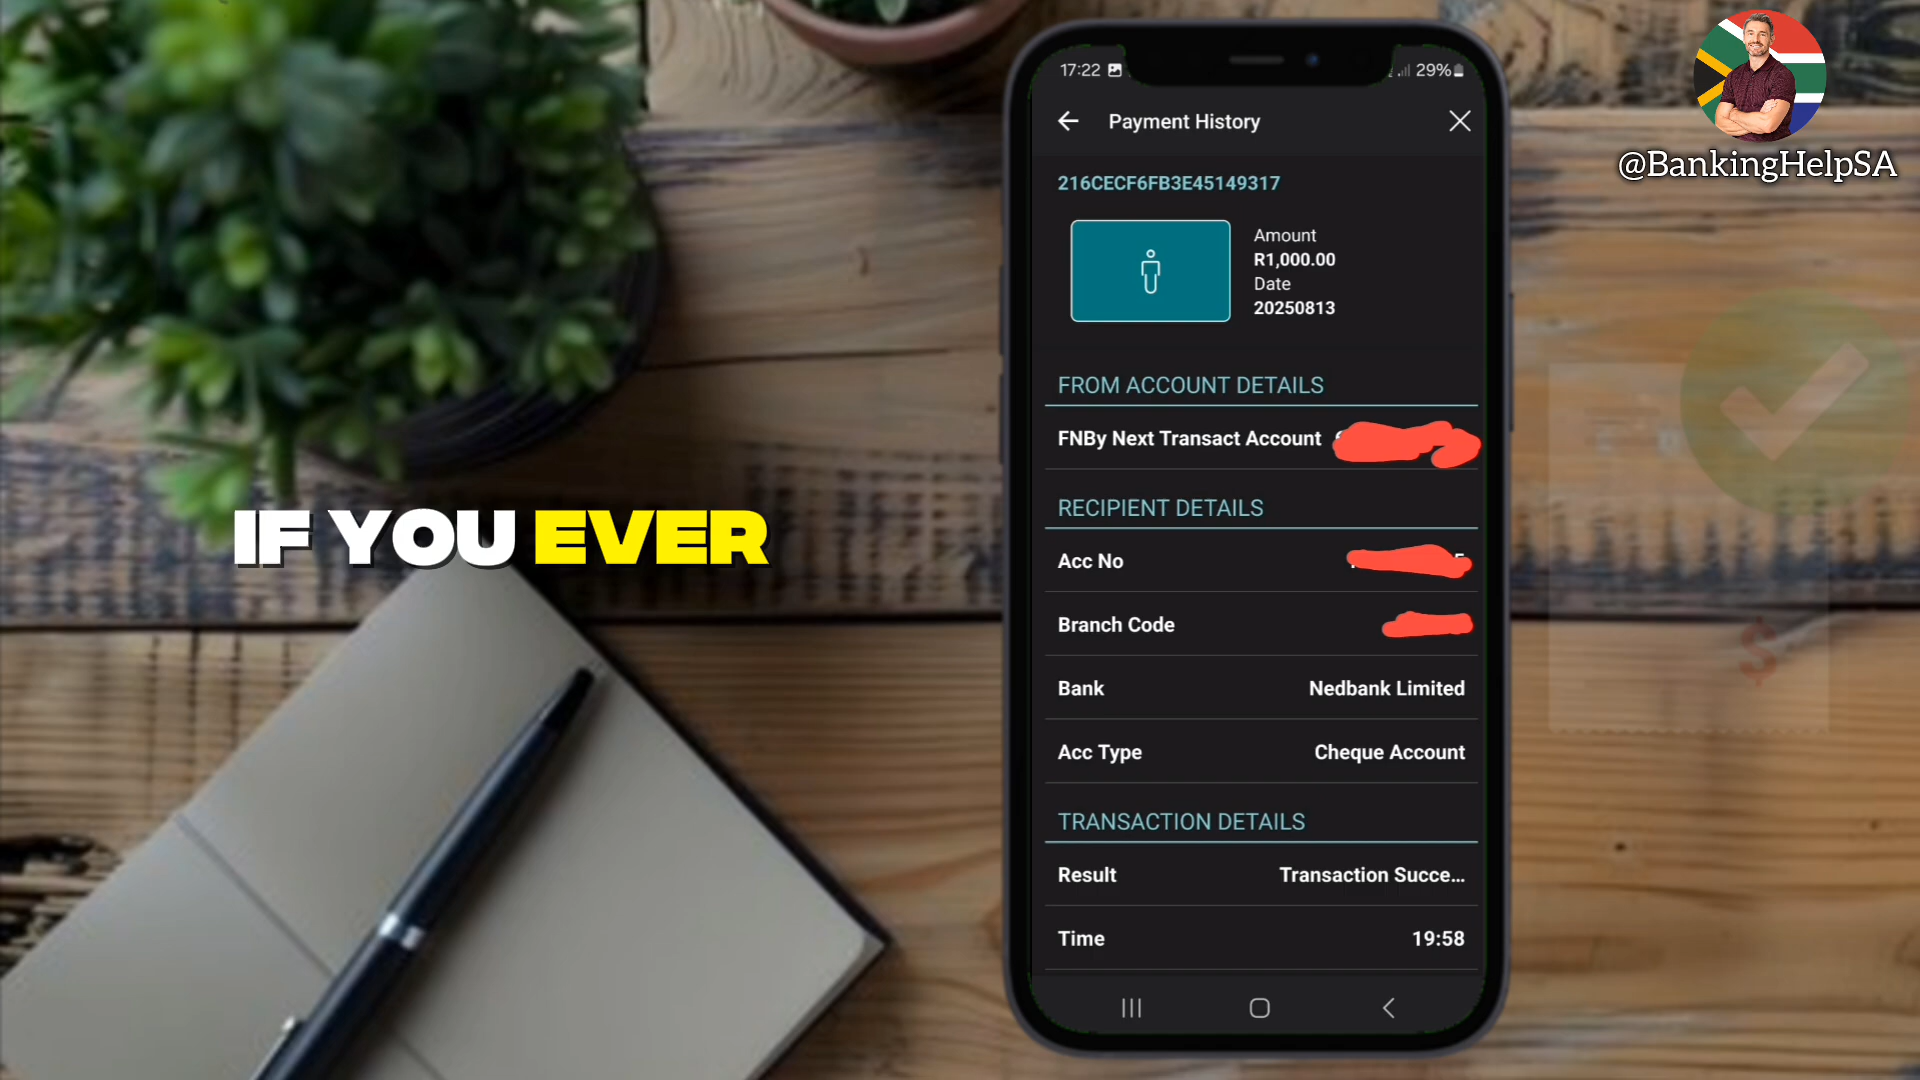 17:22
29%
Payment History
@BankingHelpSA
216CECF6FB3E45149317
Amount
R1,000.00
Date
20250813
FROM ACCOUNT DETAILS
FNBy Next Transact Account
RECIPIENT DETAILS
IF YOU EVER
Acc No
Branch Code
Bank Nedbank Limited
Acc Type Cheque Account
TRANSACTION DETAILS
Result Transaction Succe...
Time 19:58